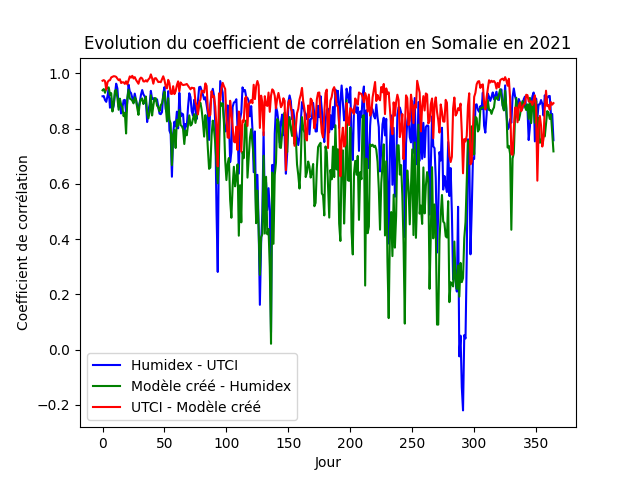 Evolution du coefficient de corrélation en Somalie en 2021
Coefficient de corrélation
1.0
0.8
0.6
0.4
0.2
0.0
−0.2
Humidex - UTCI
Modèle créé - Humidex
UTCI - Modèle créé
0 50 100 150 200 250 300 350
Jour